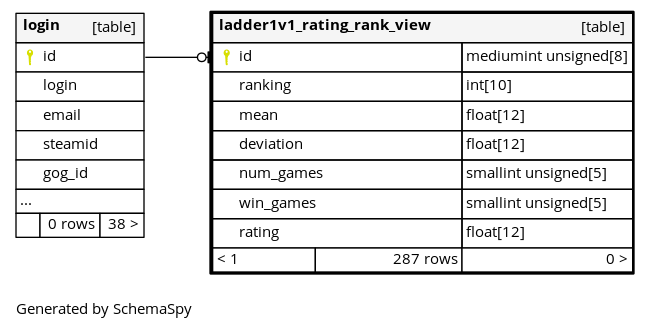 login [table]
id
login
email
steamid
gog_id
...
0 rows 38 >
ladder1v1_rating_rank_view [table]
id mediumint unsigned[8]
ranking int[10]
mean float[12]
deviation float[12]
num_games smallint unsigned[5]
win_games smallint unsigned[5]
rating float[12]
< 1 287 rows 0 >
Generated by SchemaSpy